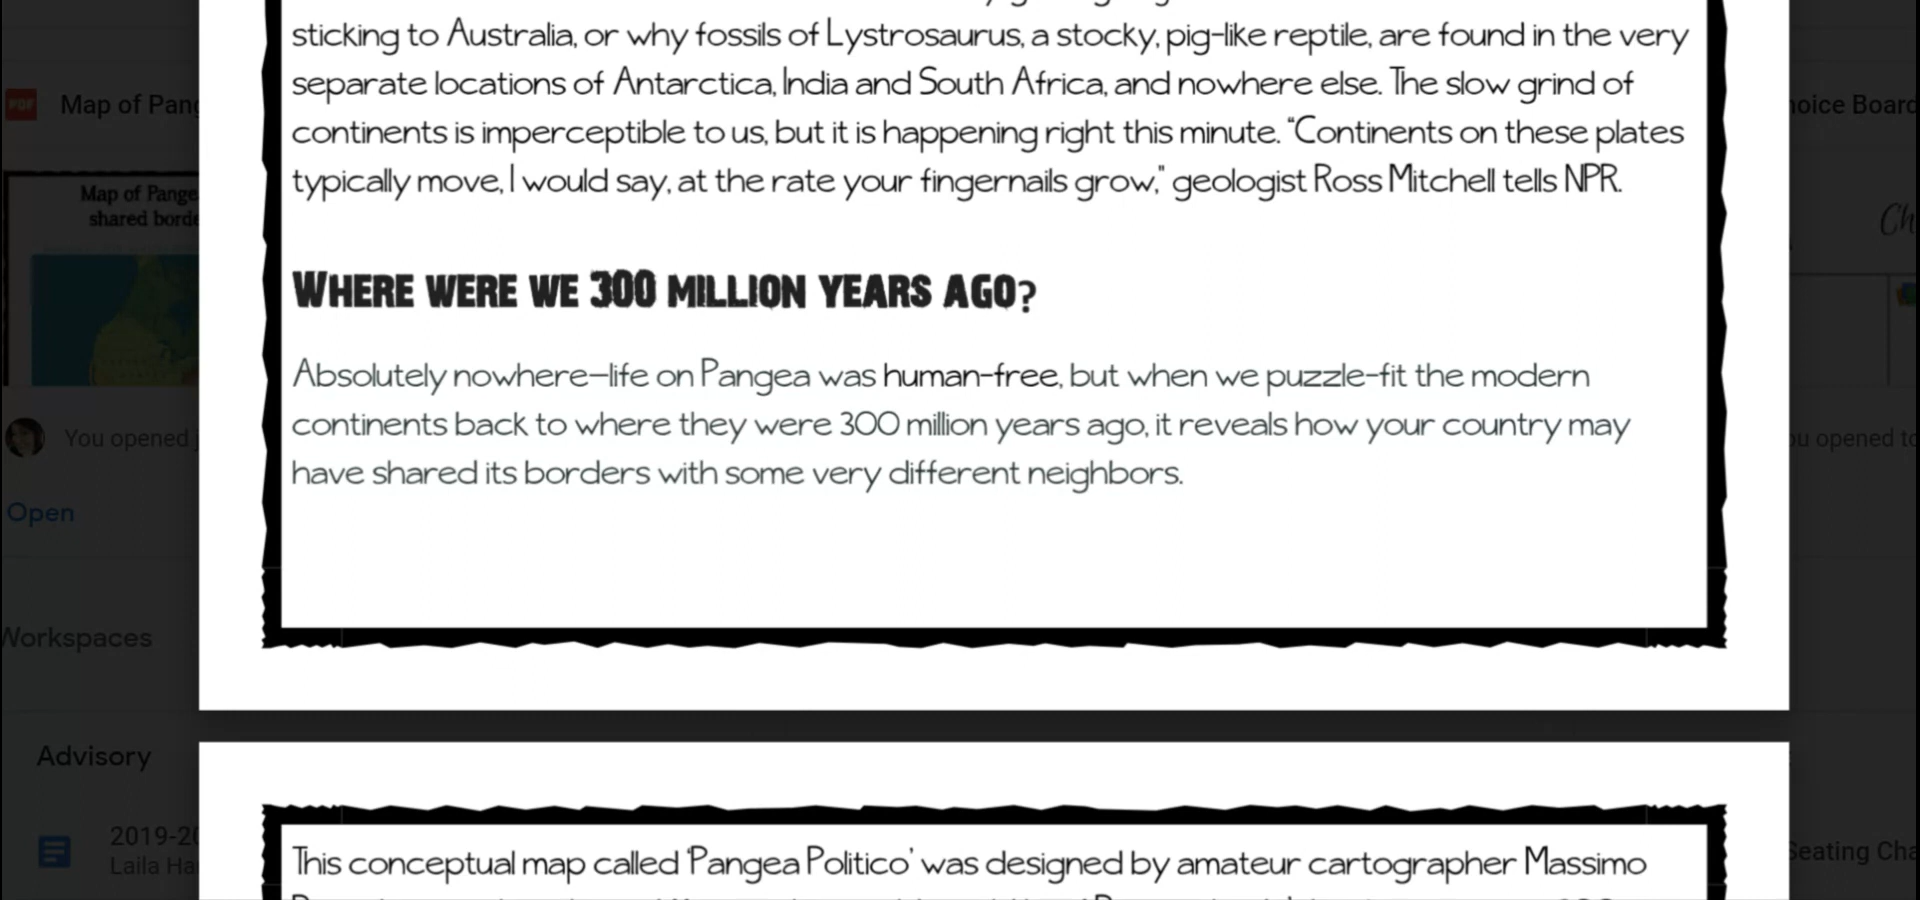 sticking to Australia, or why fossils of Lystrosaurus, a stocky, pig-like reptile, are found in the very
separate locations of Antarctica, India and South Africa, and nowhere else. The slow grind of
continents is imperceptible to us, but it is happening right this minute. "Continents on these plates
typically move, I would say, at the rate your fingernails grow," geologist Ross Mitchell tells NPR.
WHERE WERE WE 300 MILLION YEARS AGO?
Absolutely nowhere—life on Pangea was human-free, but when we puzzle-fit the modern
continents back to where they were 300 million years ago, it reveals how your country may
have shared its borders with some very different neighbors.
This conceptual map called 'Pangea Politico' was designed by amateur cartographer Massimo
PDF
Map of Pang
Map of Pange
shared borde
You opened
Open
Workspaces
Advisory
2019-20
Laila Ha
hoice Board
Ch
ou opened to
Seating Cha